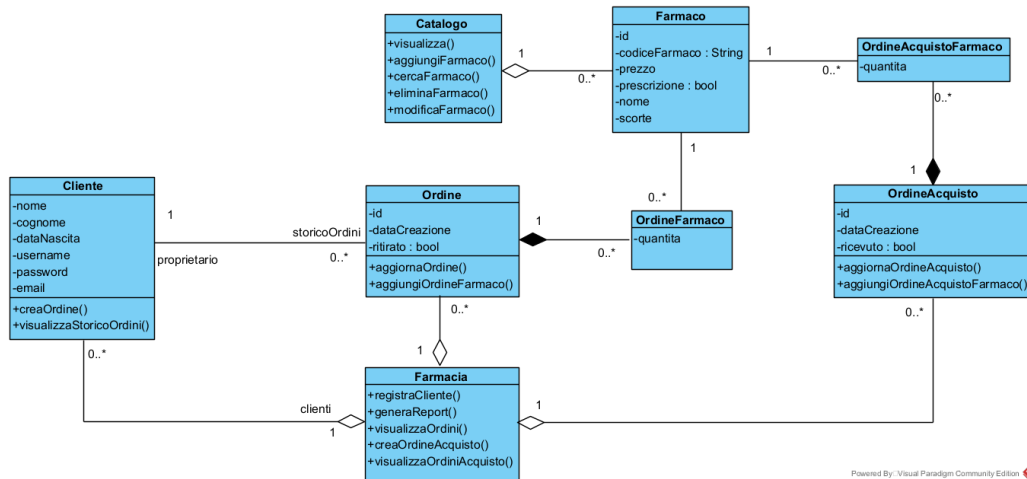 Catalogo
+visualizza()
+aggiungiFarmaco()
+cercaFarmaco()
+eliminaFarmaco()
+modificaFarmaco()
1
0..*
Farmaco
-id
-codiceFarmaco : String
-prezzo
-prescrizione : bool
-nome
-scorte
1
0..*
OrdineAcquistoFarmaco
-quantita
0..*
1
1
0..*
Cliente
-nome
-cognome
-dataNascita
-username
-password
-email
+creaOrdine()
+visualizzaStoricoOrdini()
1
proprietario
storicoOrdini
0..*
Ordine
-id
-dataCreazione
-ritirato : bool
+aggiornaOrdine()
+aggiungiOrdineFarmaco()
1
0..*
OrdineFarmaco
-quantita
OrdineAcquisto
-id
-dataCreazione
-ricevuto : bool
+aggiornaOrdineAcquisto()
+aggiungiOrdineAcquistoFarmaco()
0..*
0..*
0..*
1
clienti
1
Farmacia
+registraCliente()
+generaReport()
+visualizzaOrdini()
+creaOrdineAcquisto()
+visualizzaOrdiniAcquisto()
1
Powered By: Visual Paradigm Community Edition